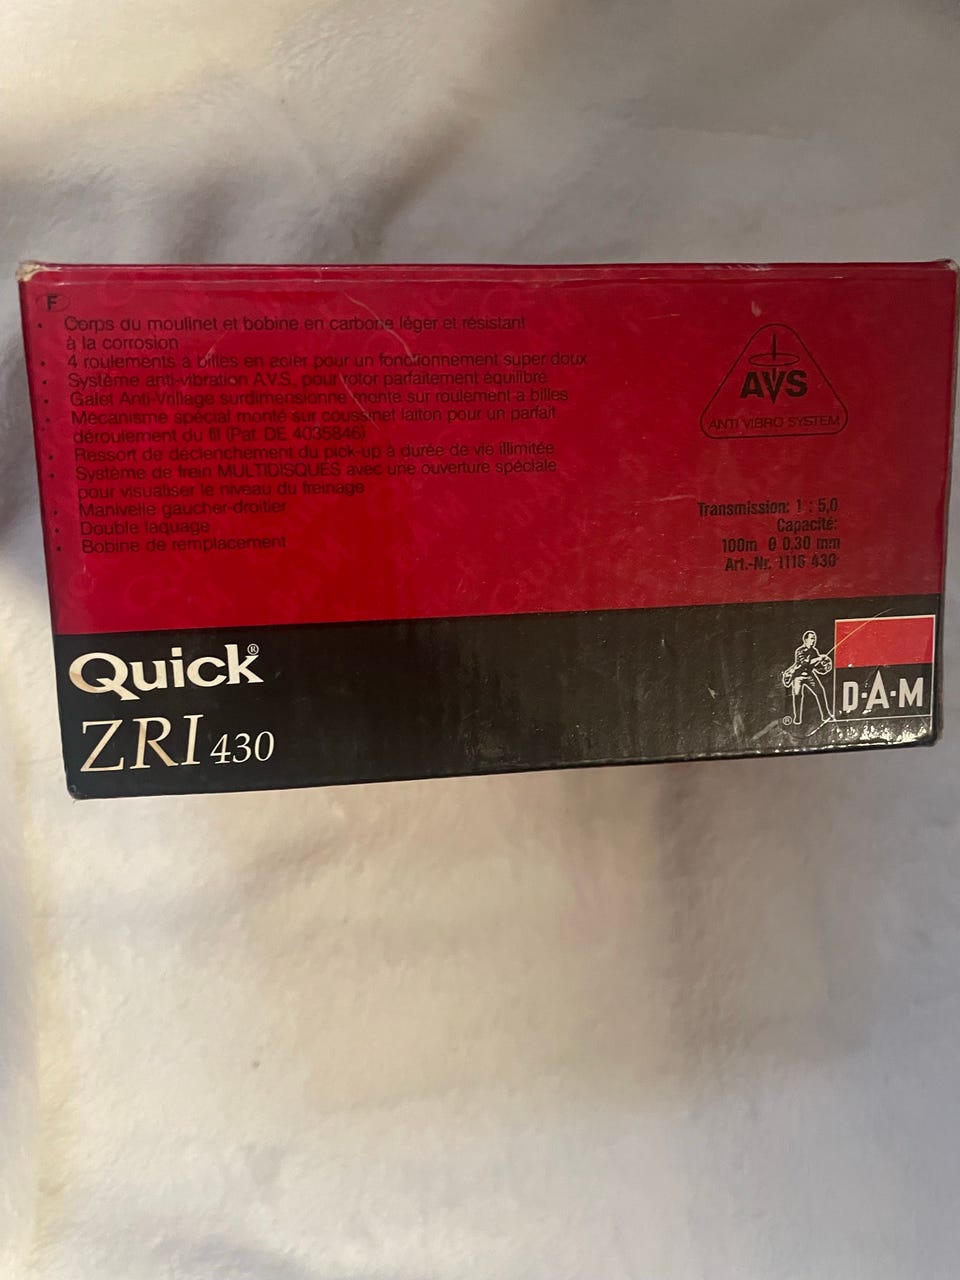 F
• Corps du moulinet et bobine en carbone léger et résistant
à la corrosion
• 4 roulements à billes en acier pour un fonctionnement super doux
• Système anti-vibration A.V.S. pour rotor parfaitement équilibré
• Galet Anti-Vrillage surdimensionné monté sur roulement à billes
• Mécanisme spécial monté sur coussinet laiton pour un parfait
déroulement du fil (Pat. DE 4035846)
• Ressort de déclenchement du pick-up à durée de vie illimitée
• Système de frein MULTIDISQUES avec une ouverture spéciale
pour visualiser le niveau du freinage
• Manivelle gaucher-droitier
• Double laquage
• Bobine de remplacement
AVS
ANTI VIBRO SYSTEM
Transmission: 1 : 5,0
Capacité:
100m Ø 0.30 mm
Art.-Nr. 1115 430
Quick®
ZRI 430
® D·A·M